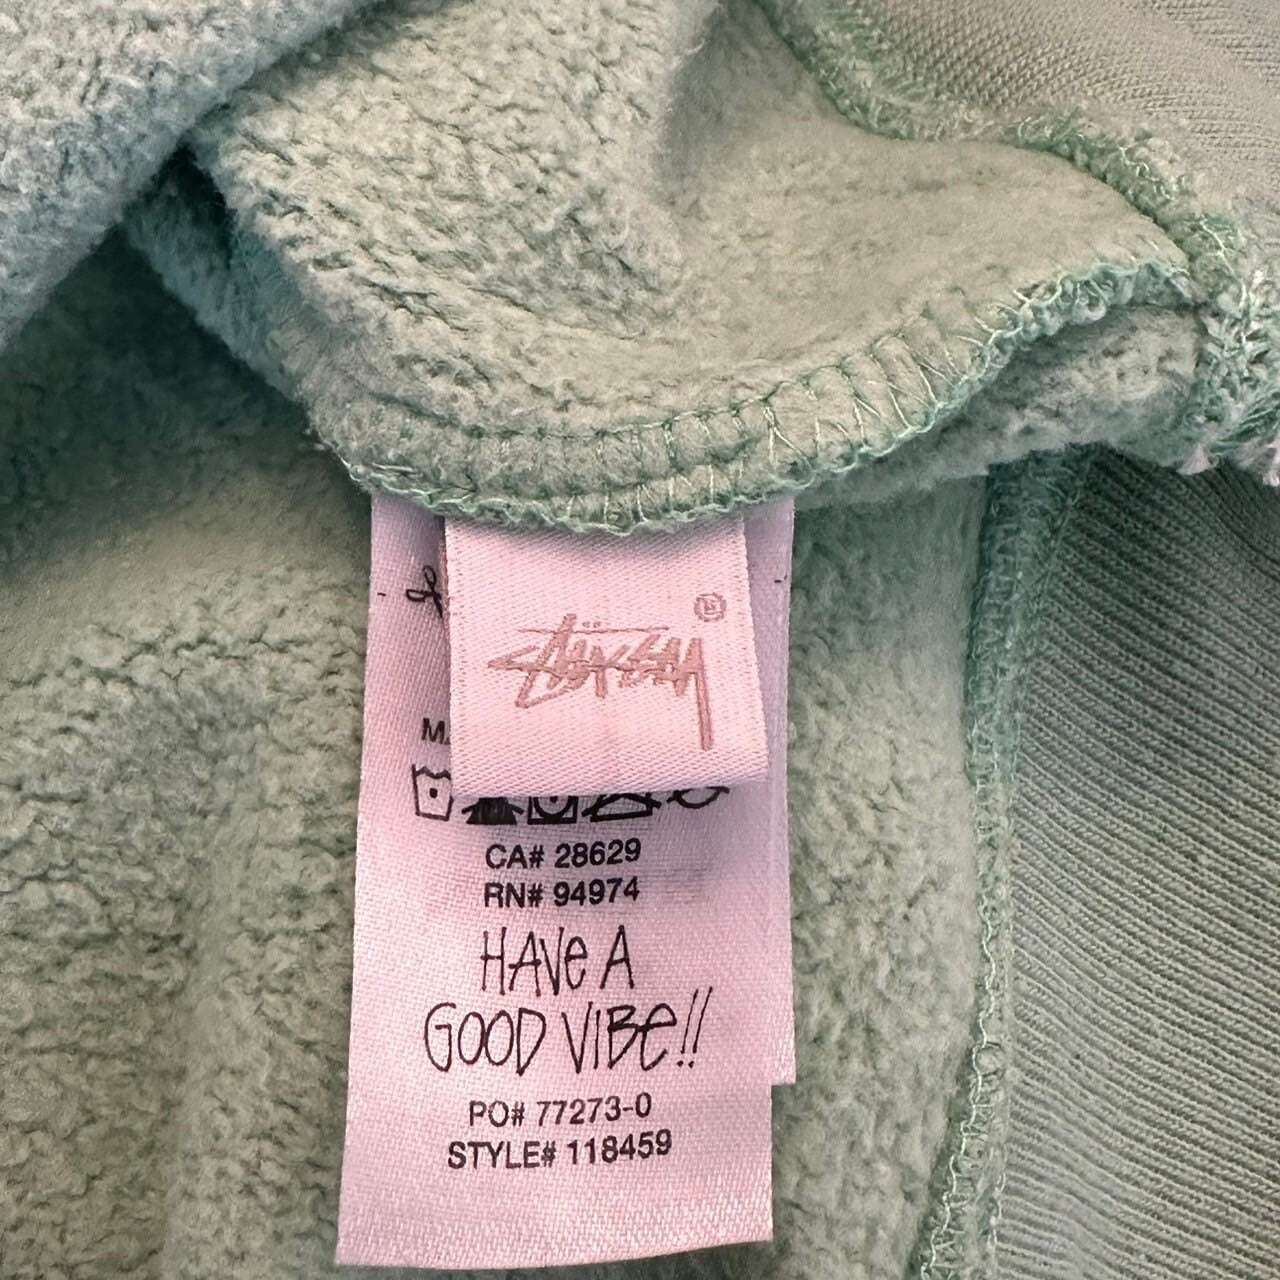 Stüssy ®
CA# 28629
RN# 94974
HAVE A
GOOD VIBE!!
PO# 77273-0
STYLE# 118459